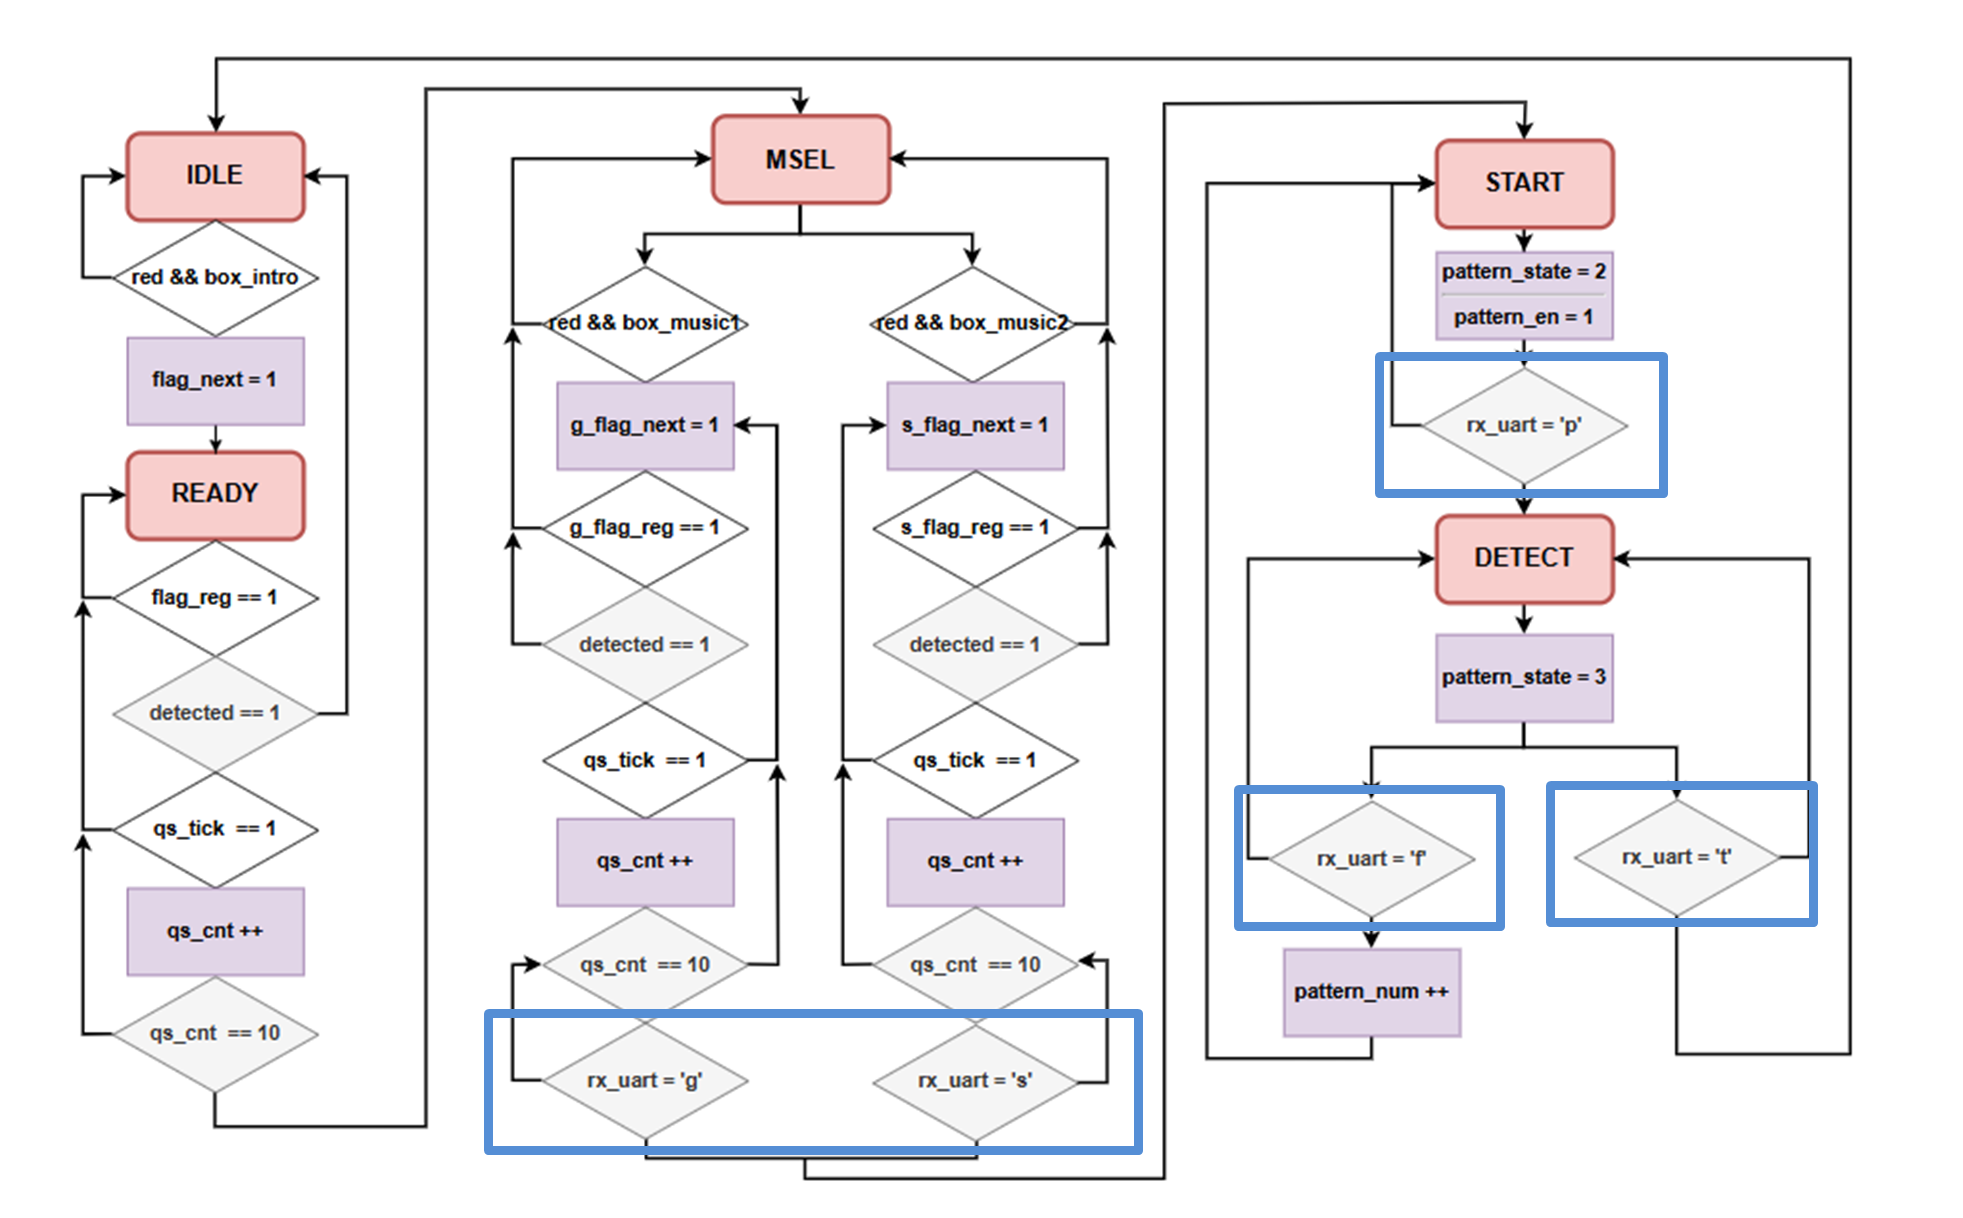 IDLE
red && box_intro
flag_next = 1
READY
flag_reg == 1
detected == 1
qs_tick == 1
qs_cnt ++
qs_cnt == 10
MSEL
red && box_music1
g_flag_next = 1
g_flag_reg == 1
detected == 1
qs_tick == 1
qs_cnt ++
qs_cnt == 10
rx_uart = 'g'
red && box_music2
s_flag_next = 1
s_flag_reg == 1
detected == 1
qs_tick == 1
qs_cnt ++
qs_cnt == 10
rx_uart = 's'
START
pattern_state = 2
pattern_en = 1
rx_uart = 'p'
DETECT
pattern_state = 3
rx_uart = 'f'
pattern_num ++
rx_uart = 't'